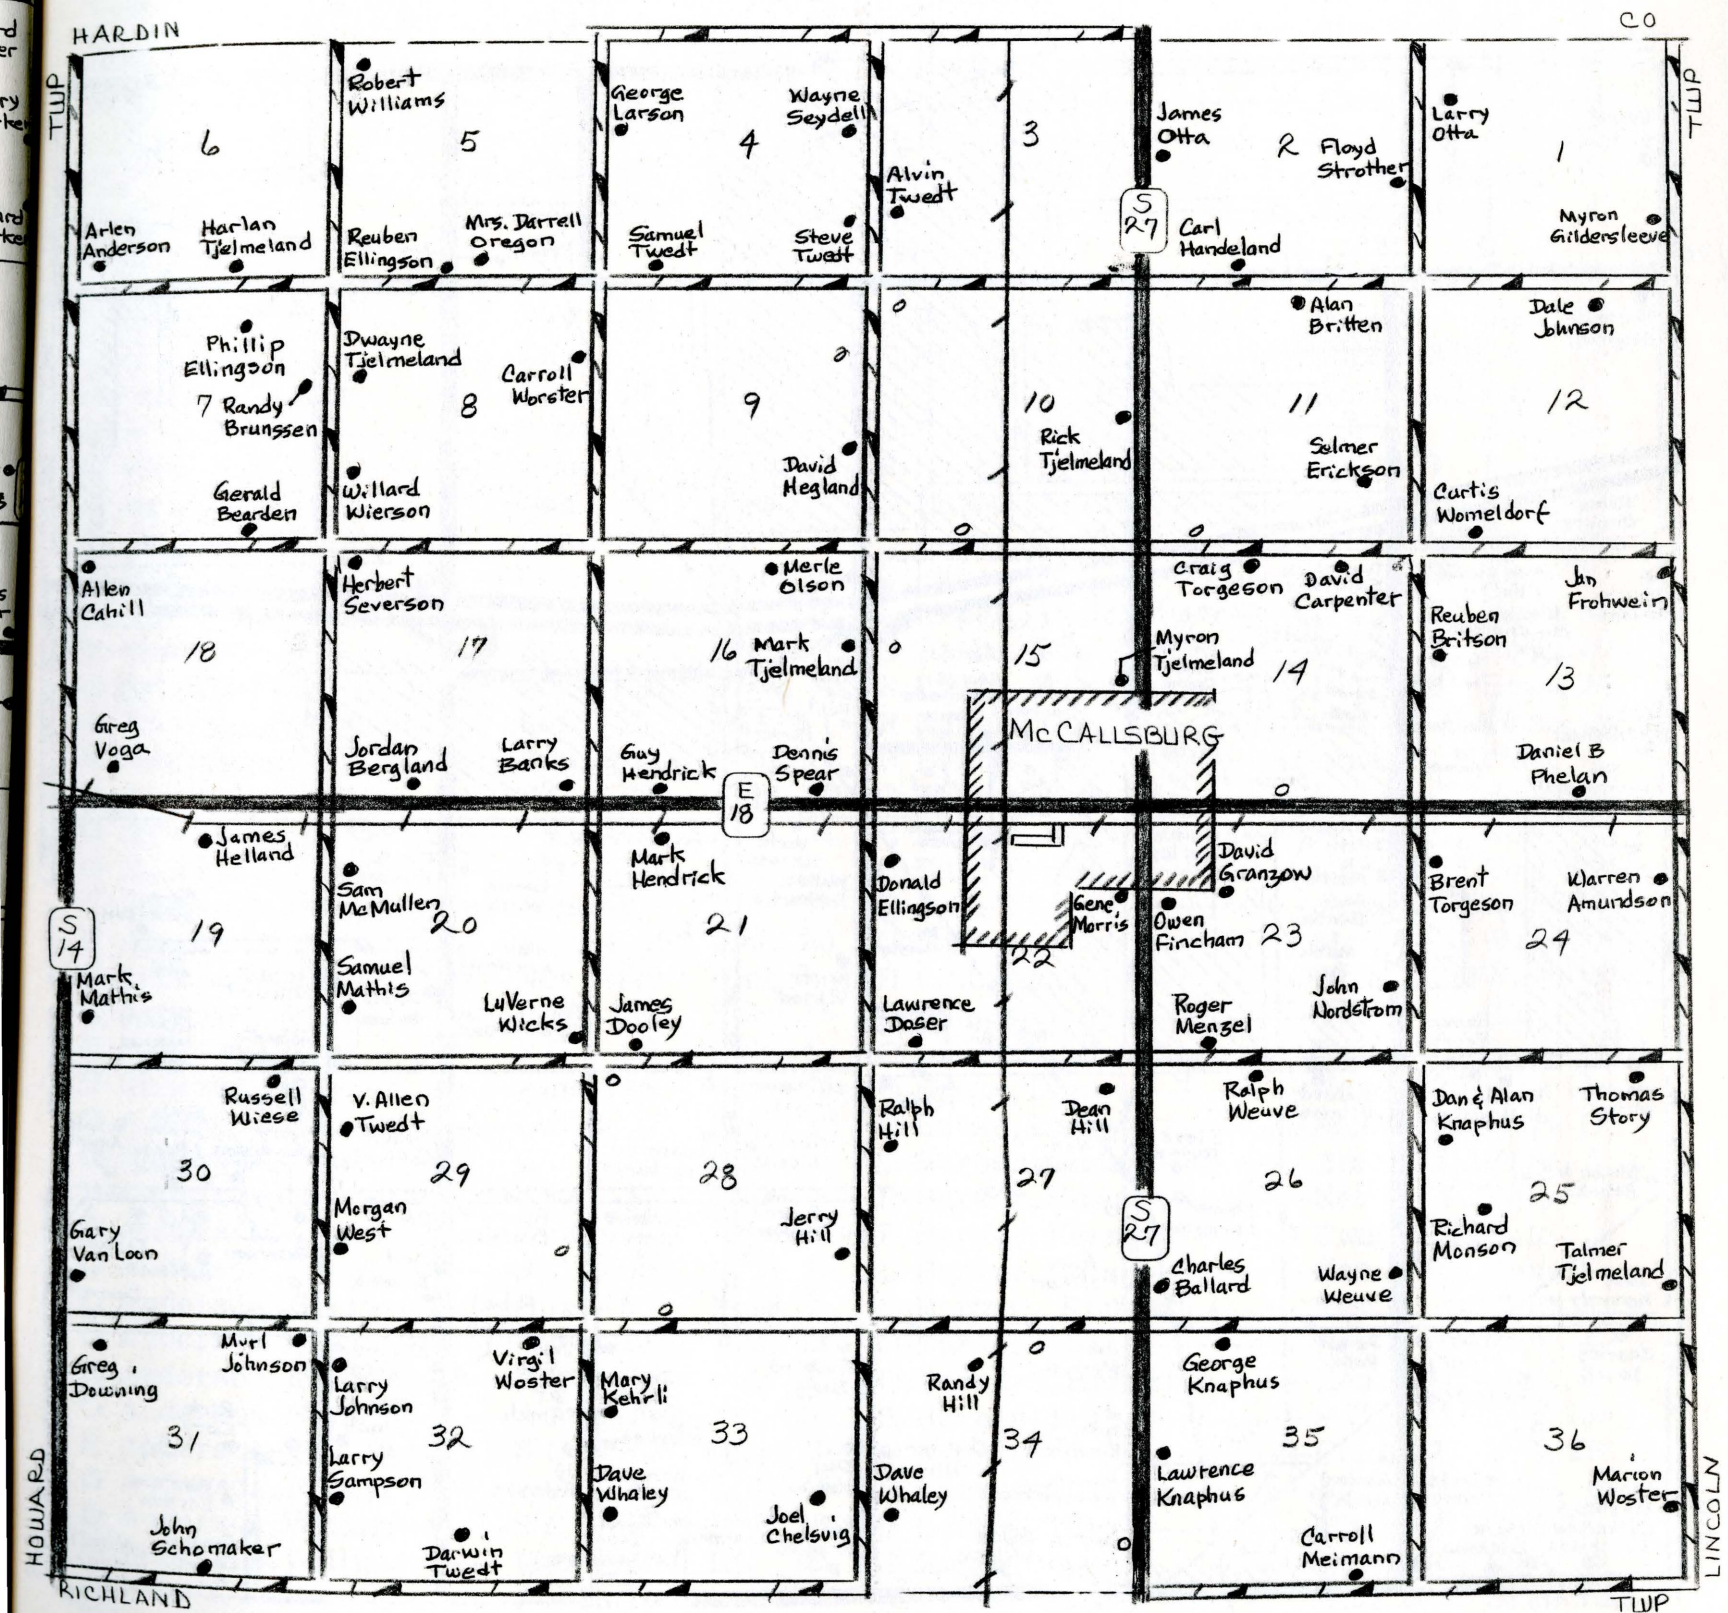 HARDIN
CO
TWP
TWP
Robert
Williams
George
Larson
Wayne
Seydell
James
Otta
Larry
Otta
6
5
4
3
2
1
Floyd
Strother
Alvin
Twedt
S
27
Arlen
Anderson
Harlan
Tjelmeland
Reuben
Ellingson
Mrs. Darrell
Oregon
Samuel
Twedt
Steve
Twedt
Carl
Handeland
Myron
Gildersleeve
Phillip
Ellingson
7
Randy
Brunssen
Gerald
Bearden
Dwayne
Tjelmeland
Carroll
Worster
8
Willard
Wierson
9
David
Hegland
10
Rick
Tjelmeland
Alan
Britten
11
Selmer
Erickson
Dale
Johnson
12
Curtis
Womeldorf
Allen
Cahill
18
Greg
Voga
Herbert
Severson
17
Jordan
Bergland
Larry
Banks
Merle
Olson
16
Mark
Tjelmeland
Guy
Hendrick
Dennis
Spear
E
18
15
Myron
Tjelmeland
McCALLSBURG
Craig
Torgeson
David
Carpenter
14
Jan
Frohwein
Reuben
Britson
13
Daniel B
Phelan
James
Helland
19
S
14
Mark
Mathis
Sam
McMullen
20
Samuel
Mathis
LuVerne
Wicks
Mark
Hendrick
21
James
Dooley
Donald
Ellingson
Gene
Morris
22
Lawrence
Doser
David
Granzow
Owen
Fincham
23
Roger
Menzel
John
Nordstrom
Brent
Torgeson
Warren
Amundson
24
Russell
Wiese
30
Gary
Van Loon
V. Allen
Twedt
29
Morgan
West
28
Jerry
Hill
Ralph
Hill
Dean
Hill
27
S
27
Ralph
Weuve
26
Charles
Ballard
Wayne
Weuve
Dan & Alan
Knaphus
Thomas
Story
25
Richard
Monson
Talmer
Tjelmeland
Greg
Downing
Murl
Johnson
31
John
Schomaker
Larry
Johnson
Virgil
Woster
32
Larry
Sampson
Darwin
Twedt
Mary
Kehrli
33
Dave
Whaley
Joel
Chelsvig
Randy
Hill
34
Dave
Whaley
George
Knaphus
35
Lawrence
Knaphus
Carroll
Meimann
36
Marion
Woster
HOWARD
RICHLAND
TWP
LINCOLN